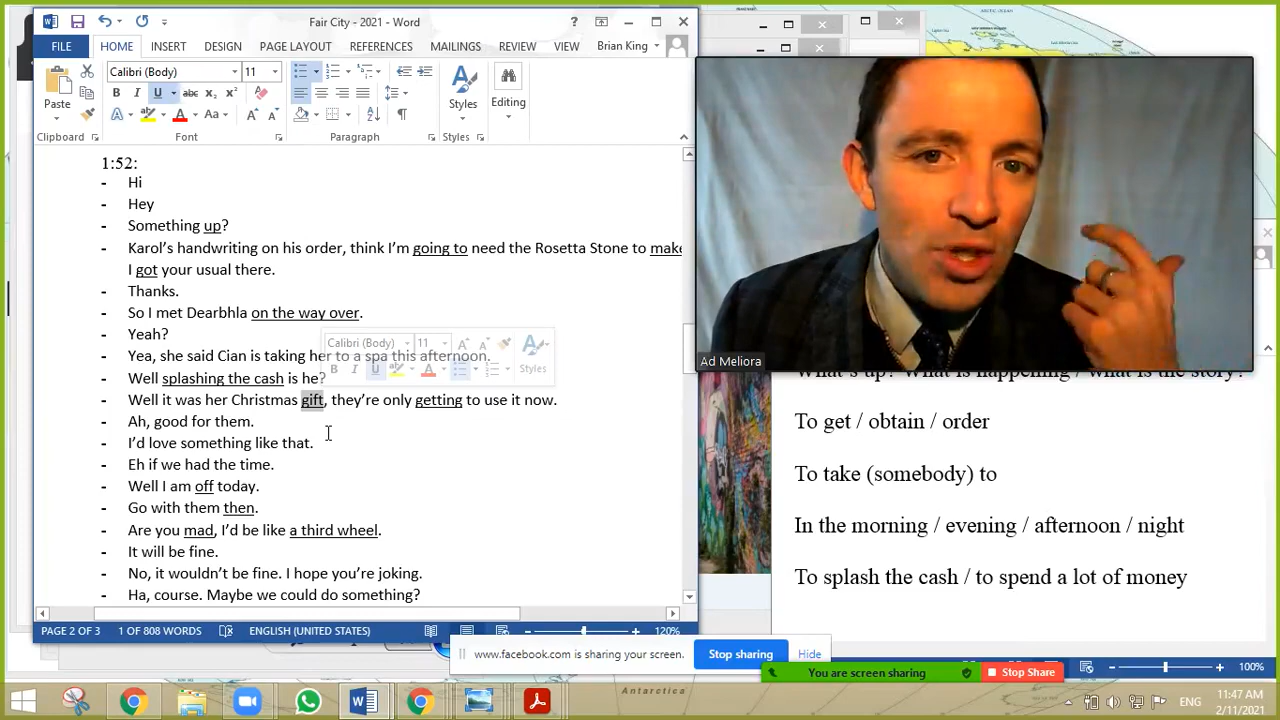 Fair City - 2021 - Word
FILE HOME INSERT DESIGN PAGE LAYOUT REFERENCES MAILINGS REVIEW VIEW Brian King
Calibri (Body) 11
Paste
Styles
Editing
Clipboard Font Paragraph Styles
1:52:
- Hi
- Hey
- Something up?
- Karol's handwriting on his order, think I'm going to need the Rosetta Stone to make
- I got your usual there.
- Thanks.
- So I met Dearbhla on the way over.
- Yeah?
Calibri (Body) 11
Styles
- Yea, she said Cian is taking her to a spa this afternoon.
- Well splashing the cash is he?
- Well it was her Christmas gift, they're only getting to use it now.
- Ah, good for them.
- I'd love something like that.
- Eh if we had the time.
- Well I am off today.
- Go with them then.
- Are you mad, I'd be like a third wheel.
- It will be fine.
- No, it wouldn't be fine. I hope you're joking.
- Ha, course. Maybe we could do something?
PAGE 2 OF 3 1 OF 808 WORDS ENGLISH (UNITED STATES) 120%
Ad Meliora
What's up? What is happening / what is the story?
To get / obtain / order
To take (somebody) to
In the morning / evening / afternoon / night
To splash the cash / to spend a lot of money
www.facebook.com is sharing your screen. Stop sharing Hide
You are screen sharing Stop Share
100%
Antarctica
ENG
11:47 AM
2/11/2021